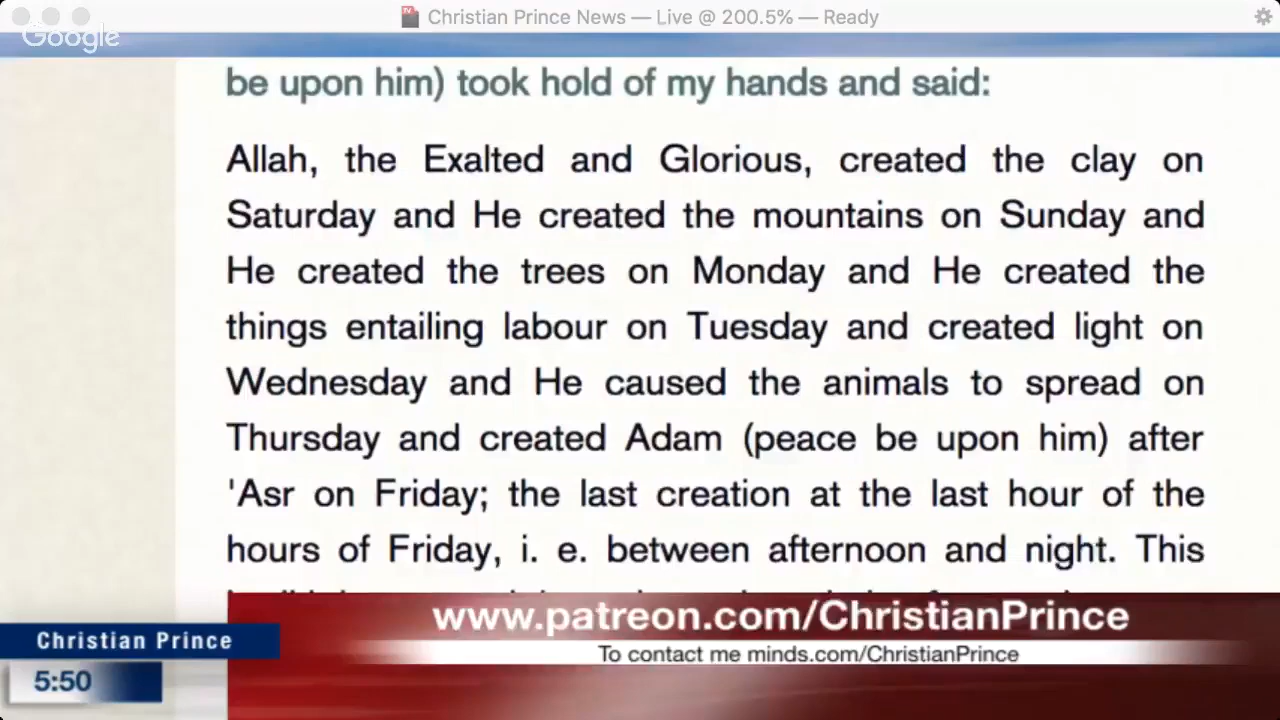 Christian Prince News — Live @ 200.5% — Ready
Google
be upon him) took hold of my hands and said:
Allah, the Exalted and Glorious, created the clay on
Saturday and He created the mountains on Sunday and
He created the trees on Monday and He created the
things entailing labour on Tuesday and created light on
Wednesday and He caused the animals to spread on
Thursday and created Adam (peace be upon him) after
'Asr on Friday; the last creation at the last hour of the
hours of Friday, i. e. between afternoon and night. This
www.patreon.com/ChristianPrince
Christian Prince
To contact me minds.com/ChristianPrince
5:50